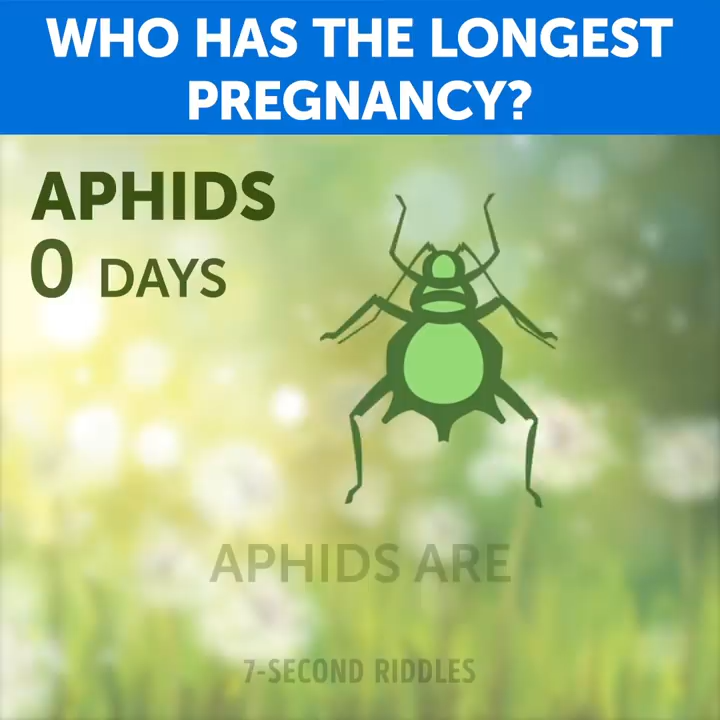 WHO HAS THE LONGEST
PREGNANCY?
APHIDS
0 DAYS
APHIDS ARE
7-SECOND RIDDLES